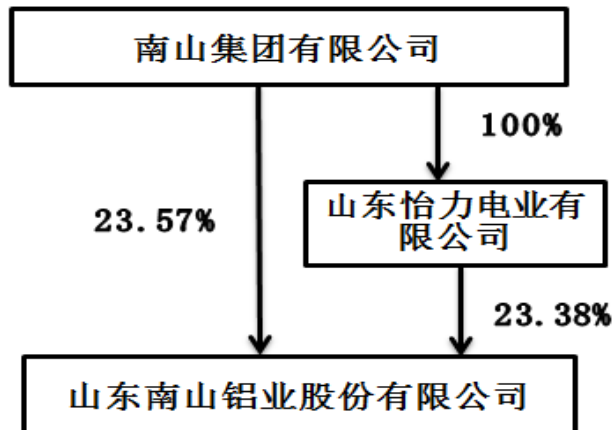 南山集团有限公司
100%
山东怡力电业有
限公司
23.57%
23.38%
山东南山铝业股份有限公司